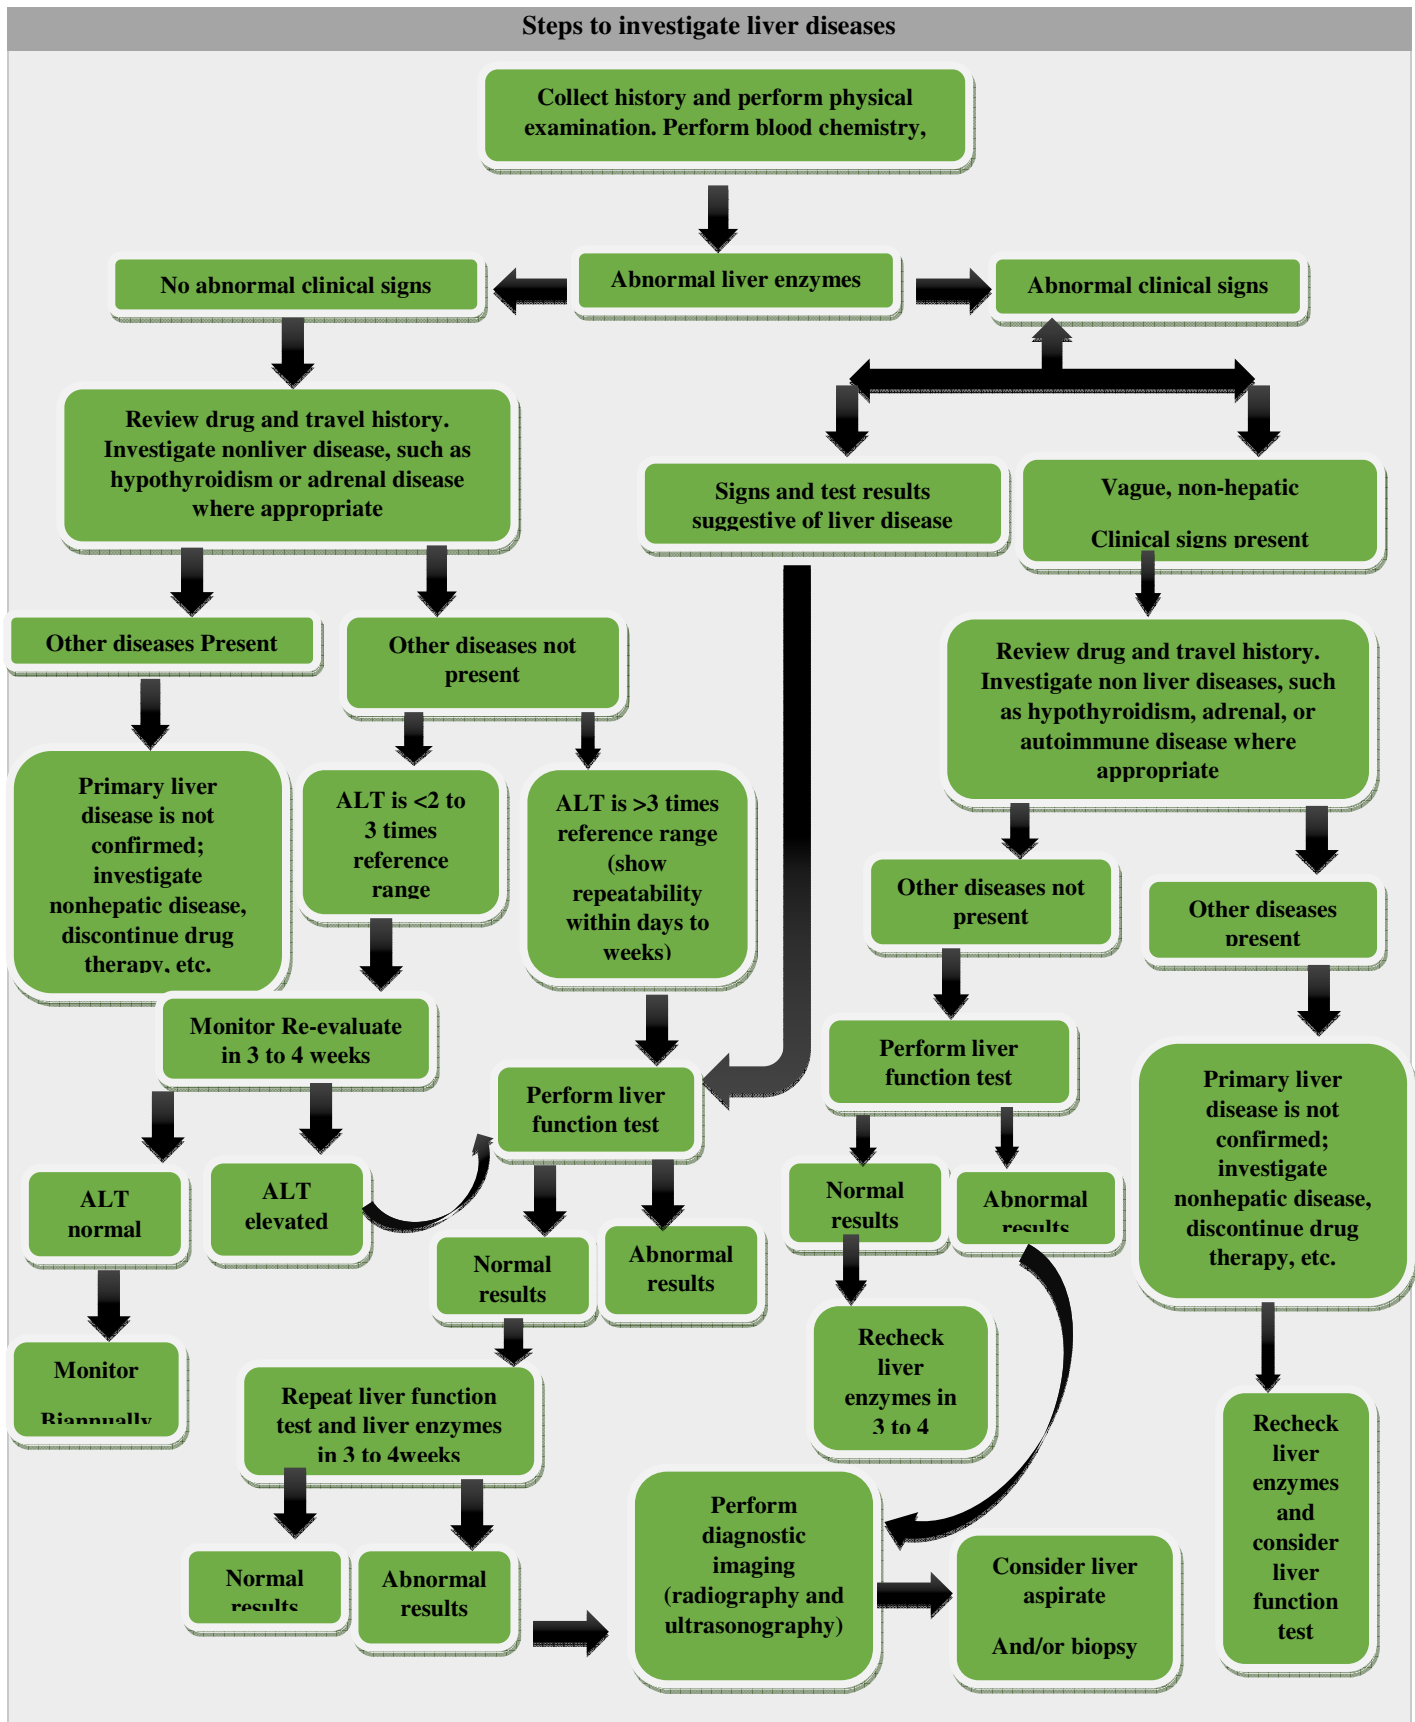 Steps to investigate liver diseases
Collect history and perform physical
examination. Perform blood chemistry,
No abnormal clinical signs
Abnormal liver enzymes
Abnormal clinical signs
Review drug and travel history.
Investigate nonliver disease, such as
hypothyroidism or adrenal disease
where appropriate
Signs and test results
suggestive of liver disease
Vague, non-hepatic
Clinical signs present
Other diseases Present
Other diseases not
present
Review drug and travel history.
Investigate non liver diseases, such
as hypothyroidism, adrenal, or
autoimmune disease where
appropriate
Primary liver
disease is not
confirmed;
investigate
nonhepatic disease,
discontinue drug
therapy, etc.
ALT is <2 to
3 times
reference
range
ALT is >3 times
reference range
(show
repeatability
within days to
weeks)
Other diseases not
present
Other diseases
present
Monitor Re-evaluate
in 3 to 4 weeks
Perform liver
function test
Perform liver
function test
Primary liver
disease is not
confirmed;
investigate
nonhepatic disease,
discontinue drug
therapy, etc.
ALT
normal
ALT
elevated
Normal
results
Abnormal
results
Normal
results
Abnormal
results
Monitor
Biannually
Repeat liver function
test and liver enzymes
in 3 to 4weeks
Recheck
liver
enzymes in
3 to 4
Recheck
liver
enzymes
and
consider
liver
function
test
Normal
results
Abnormal
results
Perform
diagnostic
imaging
(radiography and
ultrasonography)
Consider liver
aspirate
And/or biopsy